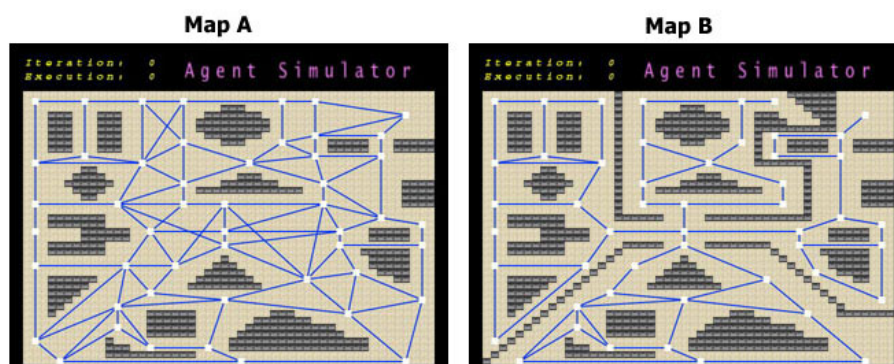 Map A
Map B
Iteration: 0
Execution: 0
Agent Simulator
Iteration: 0
Execution: 0
Agent Simulator